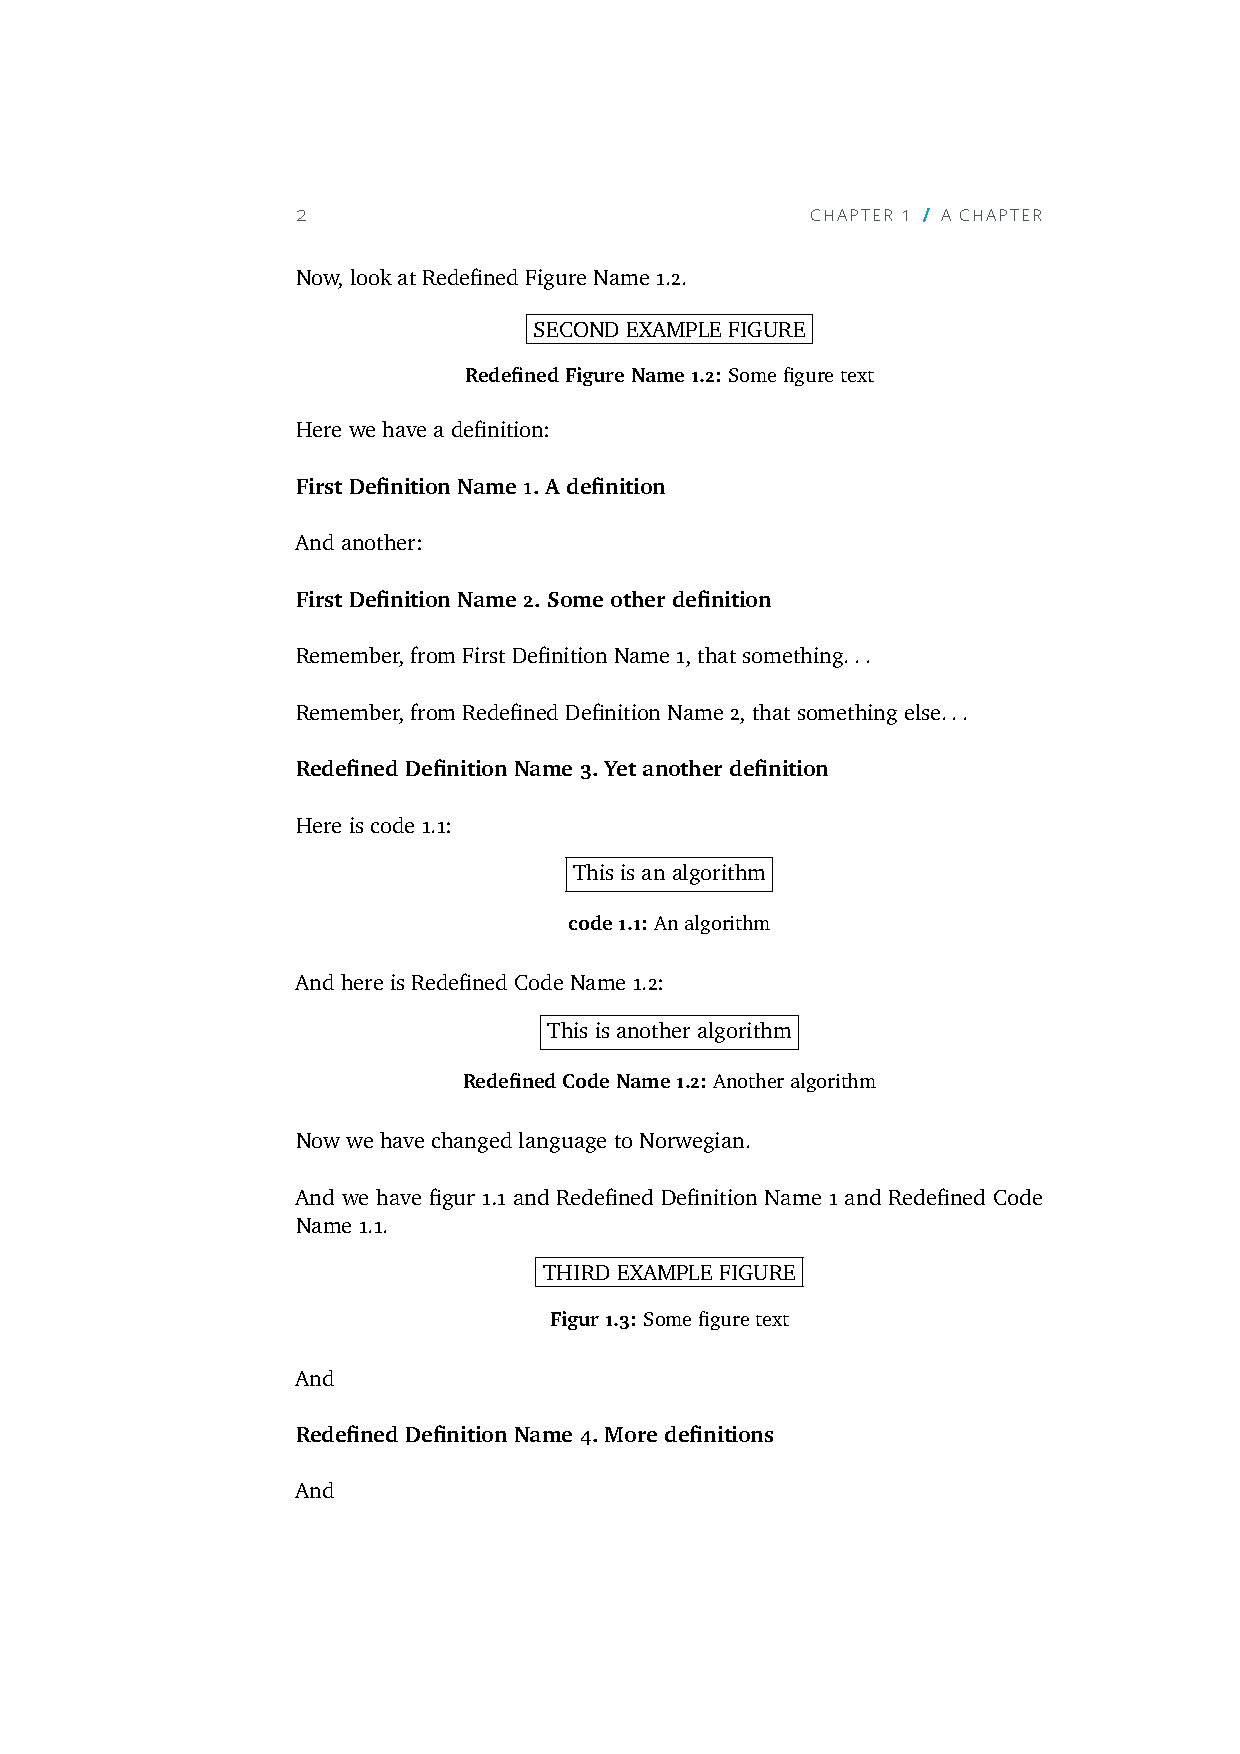 2 CHAPTER 1 / A CHAPTER
Now, look at Redefined Figure Name 1.2.
SECOND EXAMPLE FIGURE
Redefined Figure Name 1.2: Some figure text
Here we have a definition:
First Definition Name 1. A definition
And another:
First Definition Name 2. Some other definition
Remember, from First Definition Name 1, that something. . .
Remember, from Redefined Definition Name 2, that something else. . .
Redefined Definition Name 3. Yet another definition
Here is code 1.1:
This is an algorithm
code 1.1: An algorithm
And here is Redefined Code Name 1.2:
This is another algorithm
Redefined Code Name 1.2: Another algorithm
Now we have changed language to Norwegian.
And we have figur 1.1 and Redefined Definition Name 1 and Redefined Code
Name 1.1.
THIRD EXAMPLE FIGURE
Figur 1.3: Some figure text
And
Redefined Definition Name 4. More definitions
And